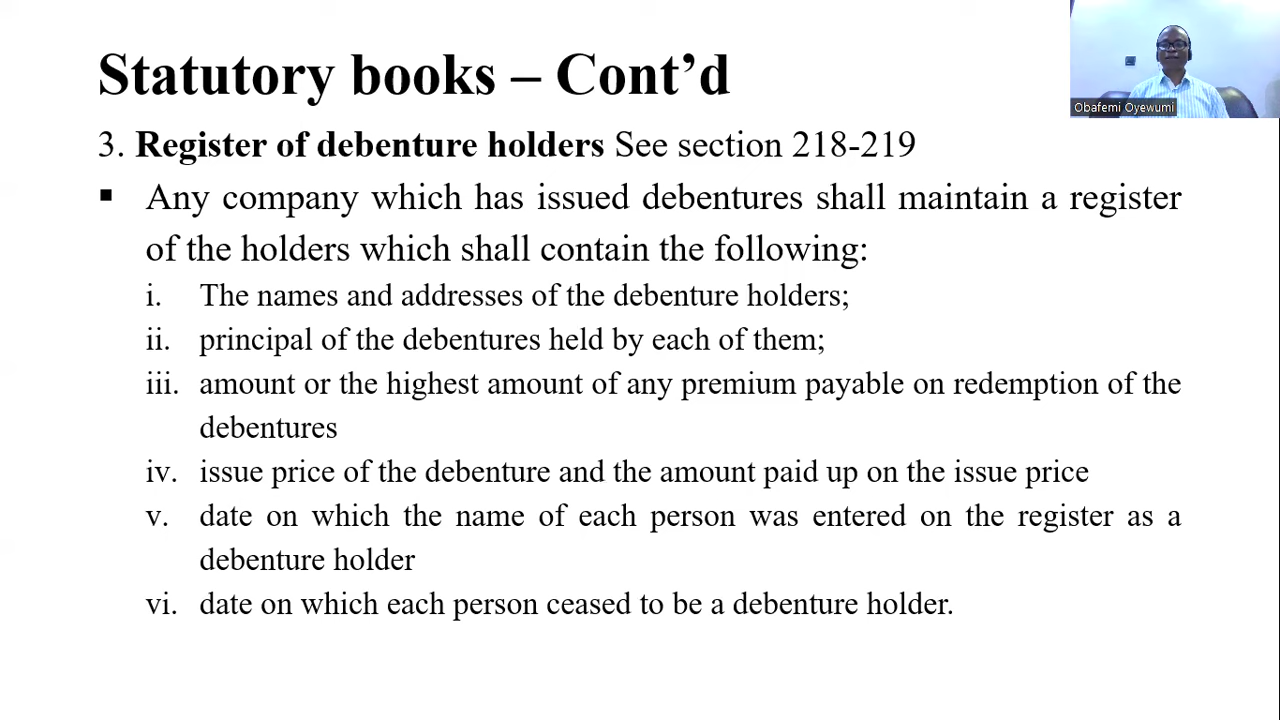 Statutory books – Cont’d
Obafemi Oyewumi
3. Register of debenture holders See section 218-219
▪ Any company which has issued debentures shall maintain a register
of the holders which shall contain the following:
i. The names and addresses of the debenture holders;
ii. principal of the debentures held by each of them;
iii. amount or the highest amount of any premium payable on redemption of the
debentures
iv. issue price of the debenture and the amount paid up on the issue price
v. date on which the name of each person was entered on the register as a
debenture holder
vi. date on which each person ceased to be a debenture holder.